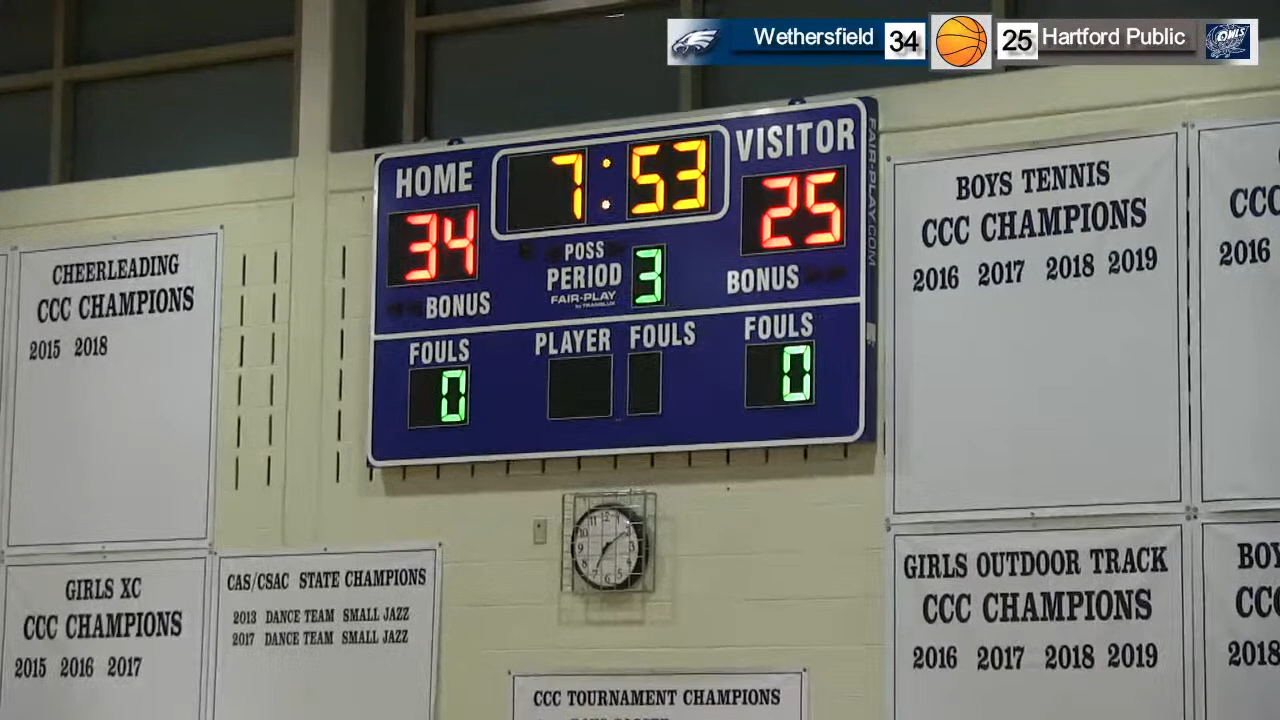 Wethersfield 34 25 Hartford Public OWLS
HOME 7:53 VISITOR
34 25
POSS
PERIOD 3
FAIR-PLAY
BONUS BONUS
FOULS PLAYER FOULS FOULS
0 0
FAIR-PLAY.COM
CHEERLEADING
CCC CHAMPIONS
2015 2018
GIRLS XC
CCC CHAMPIONS
2015 2016 2017
CAS/CSAC STATE CHAMPIONS
2013 DANCE TEAM SMALL JAZZ
2017 DANCE TEAM SMALL JAZZ
CCC TOURNAMENT CHAMPIONS
BOYS TENNIS
CCC CHAMPIONS
2016 2017 2018 2019
GIRLS OUTDOOR TRACK
CCC CHAMPIONS
2016 2017 2018 2019
CCC
2016
BOY
CCC
2018